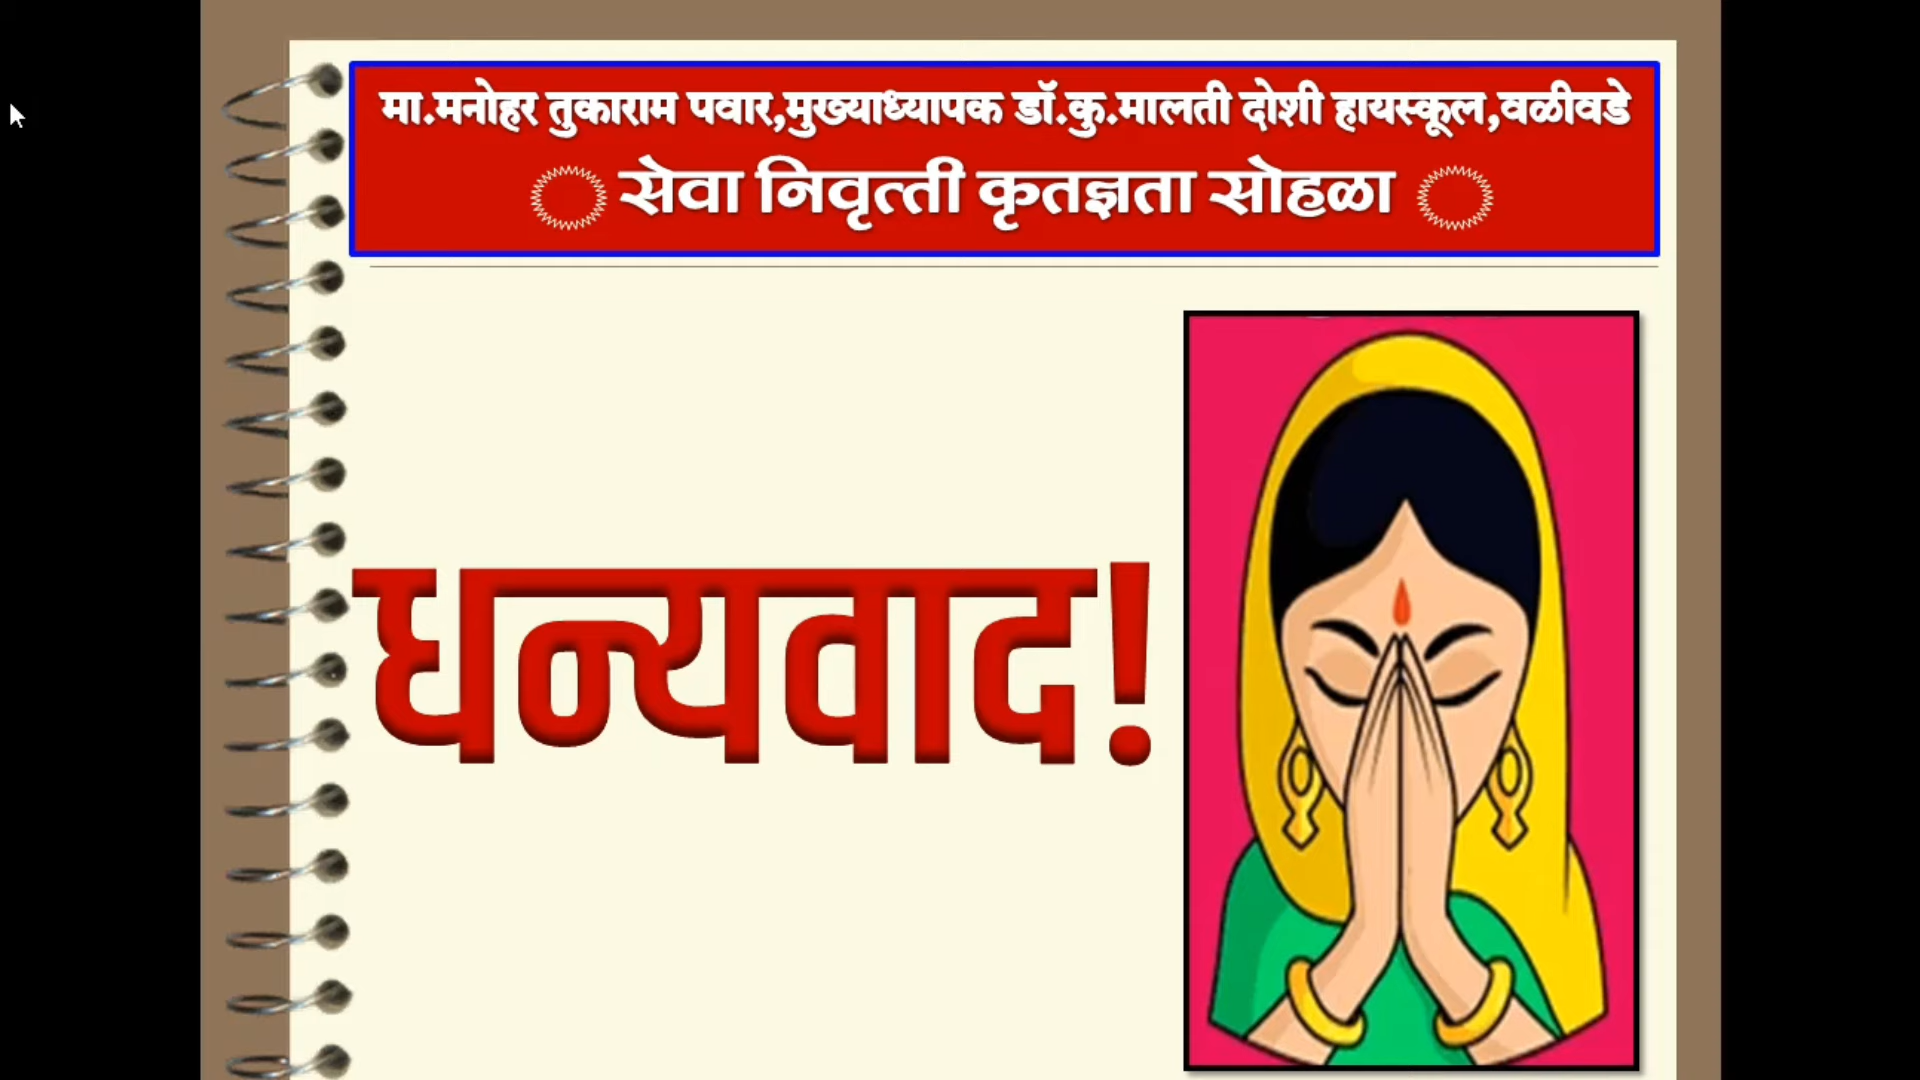 मा.मनोहर तुकाराम पवार,मुख्याध्यापक डॉ.कु.मालती दोशी हायस्कूल,वळीवडे
सेवा निवृत्ती कृतज्ञता सोहळा
धन्यवाद!